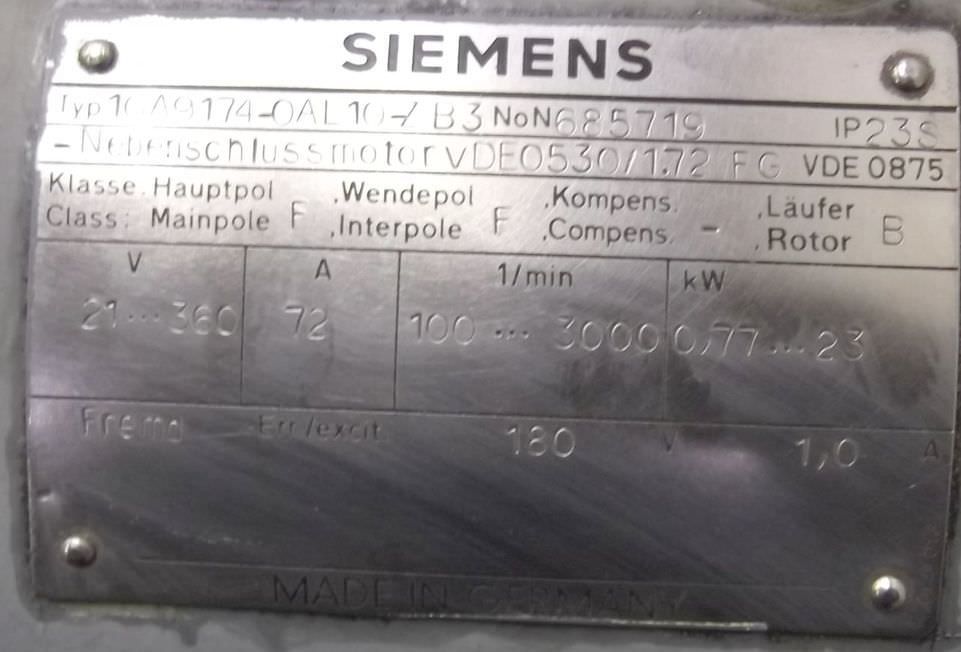 SIEMENS
Typ 1GA9174-0AL10-/ B3 No N685719 IP23S
-Nebenschlussmotor VDE0530/1.72 FG VDE 0875
Klasse. Hauptpol .Wendepol .Kompens. .Läufer
Class: Mainpole F .Interpole F .Compens. - .Rotor B
V A 1/min kW
21...360 72 100 ... 3000 0,77...23
Fremd Err/excit. 180 V 1,0 A
MADE IN GERMANY